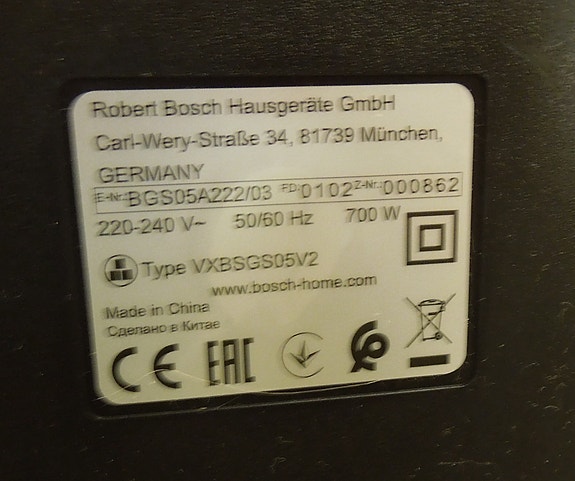 Robert Bosch Hausgeräte GmbH
Carl-Wery-Straße 34, 81739 München,
GERMANY
E-Nr.:BGS05A222/03 FD:0102 Z-Nr.:000862
220-240 V~ 50/60 Hz 700 W
Type VXBSGS05V2
www.bosch-home.com
Made in China
Сделано в Китае
CE EAC